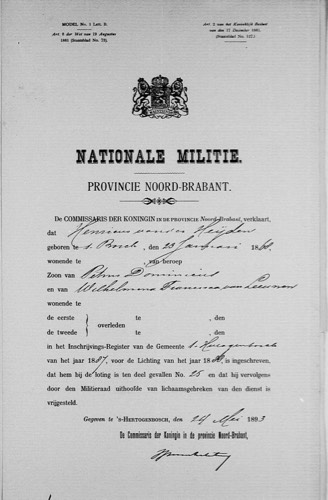 MODEL No. 1 Lett. B.
Art. 5 der Wet van 19 Augustus
1861 (Staatsblad No. 72).
Art. 2 van het Koninklijk Besluit
van den 17 December 1861.
(Staatsblad No. 127.)
NATIONALE MILITIE.
PROVINCIE NOORD-BRABANT.
De COMMISSARIS DER KONINGIN IN DE PROVINCIE Noord-Brabant, verklaart,
dat Henricus van der Heijden
geboren te 's Bosch, den 23 Januari 18
wonende te , van beroep
Zoon van Petrus Dominicus
en van Wilhelmina Francisca van Leeuwen
wonende te
de eerste } , den
overleden
de tweede } , den
in het Inschrijvings-Register van de Gemeente 's Hertogenbosch
van het jaar 1887, voor de Lichting van het jaar 18 is ingeschreven,
dat hem bij de loting is ten deel gevallen No. 25 en dat hij vervolgens
door den Militieraad uithoofde van lichaamsgebreken van den dienst is
vrijgesteld.
Gegeven te 's-HERTOGENBOSCH, den 24 Mei 1893
De Commissaris der Koningin in de provincie Noord-Brabant,